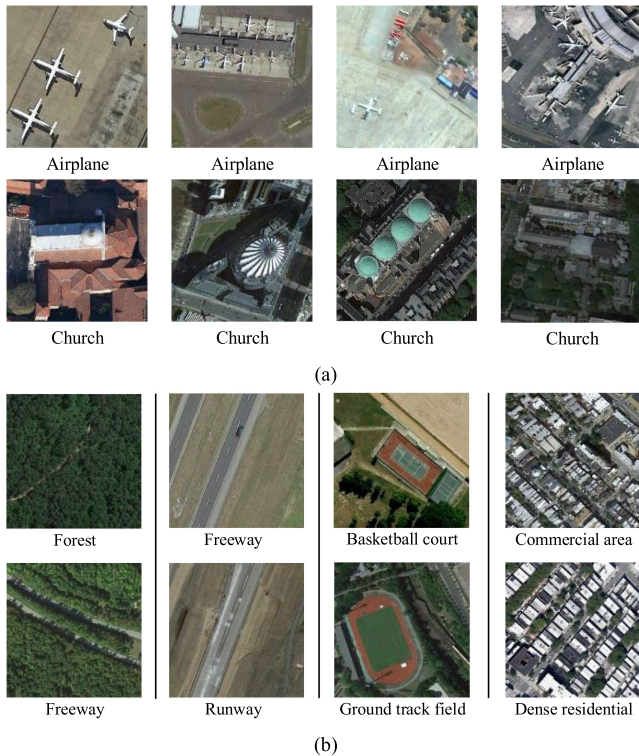 Airplane Airplane Airplane Airplane
Church Church Church Church
(a)
Forest Freeway Basketball court Commercial area
Freeway Runway Ground track field Dense residential
(b)